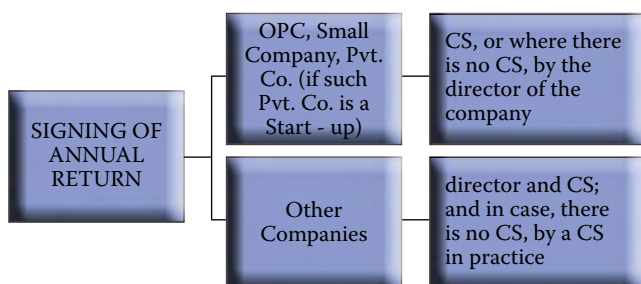 SIGNING OF
ANNUAL
RETURN
OPC, Small
Company, Pvt.
Co. (if such
Pvt. Co. is a
Start - up)
CS, or where there
is no CS, by the
director of the
company
Other
Companies
director and CS;
and in case, there
is no CS, by a CS
in practice